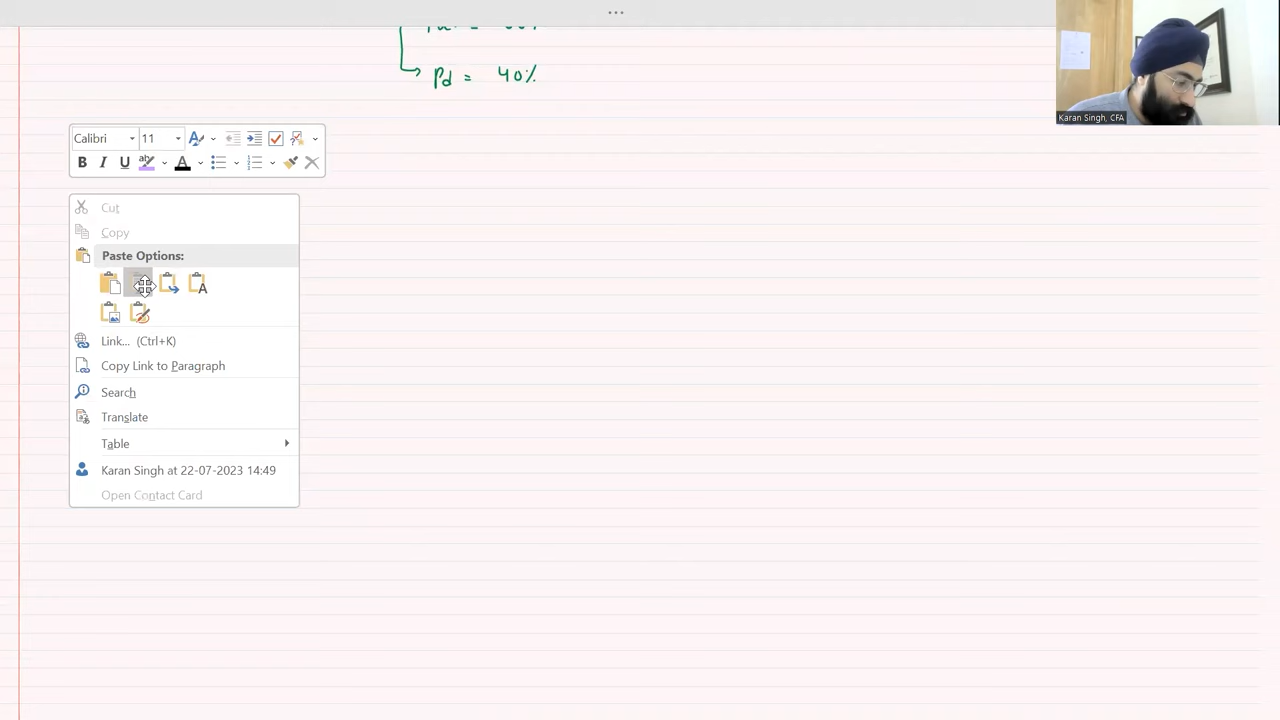 ...
Pd = 40%
Karan Singh, CFA
Calibri 11
B I U A
Cut
Copy
Paste Options:
Link... (Ctrl+K)
Copy Link to Paragraph
Search
Translate
Table
Karan Singh at 22-07-2023 14:49
Open Contact Card